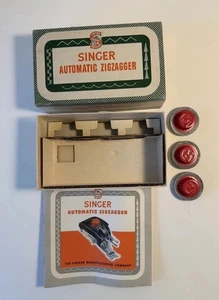 S
SINGER
AUTOMATIC ZIGZAGGER
S
SINGER
AUTOMATIC ZIGZAGGER
THE SINGER MANUFACTURING COMPANY